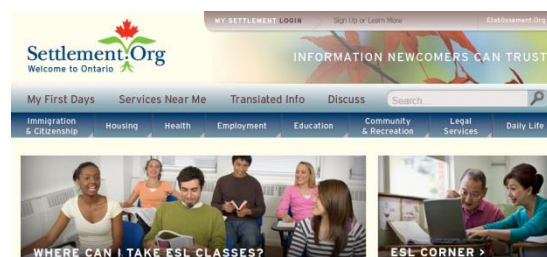 MY SETTLEMENT LOGIN Sign Up or Learn More Etablissement.Org
Settlement.Org
Welcome to Ontario
INFORMATION NEWCOMERS CAN TRUST
My First Days Services Near Me Translated Info Discuss Search...
Immigration & Citizenship Housing Health Employment Education Community & Recreation Legal Services Daily Life
WHERE CAN I TAKE ESL CLASSES?
ESL CORNER >